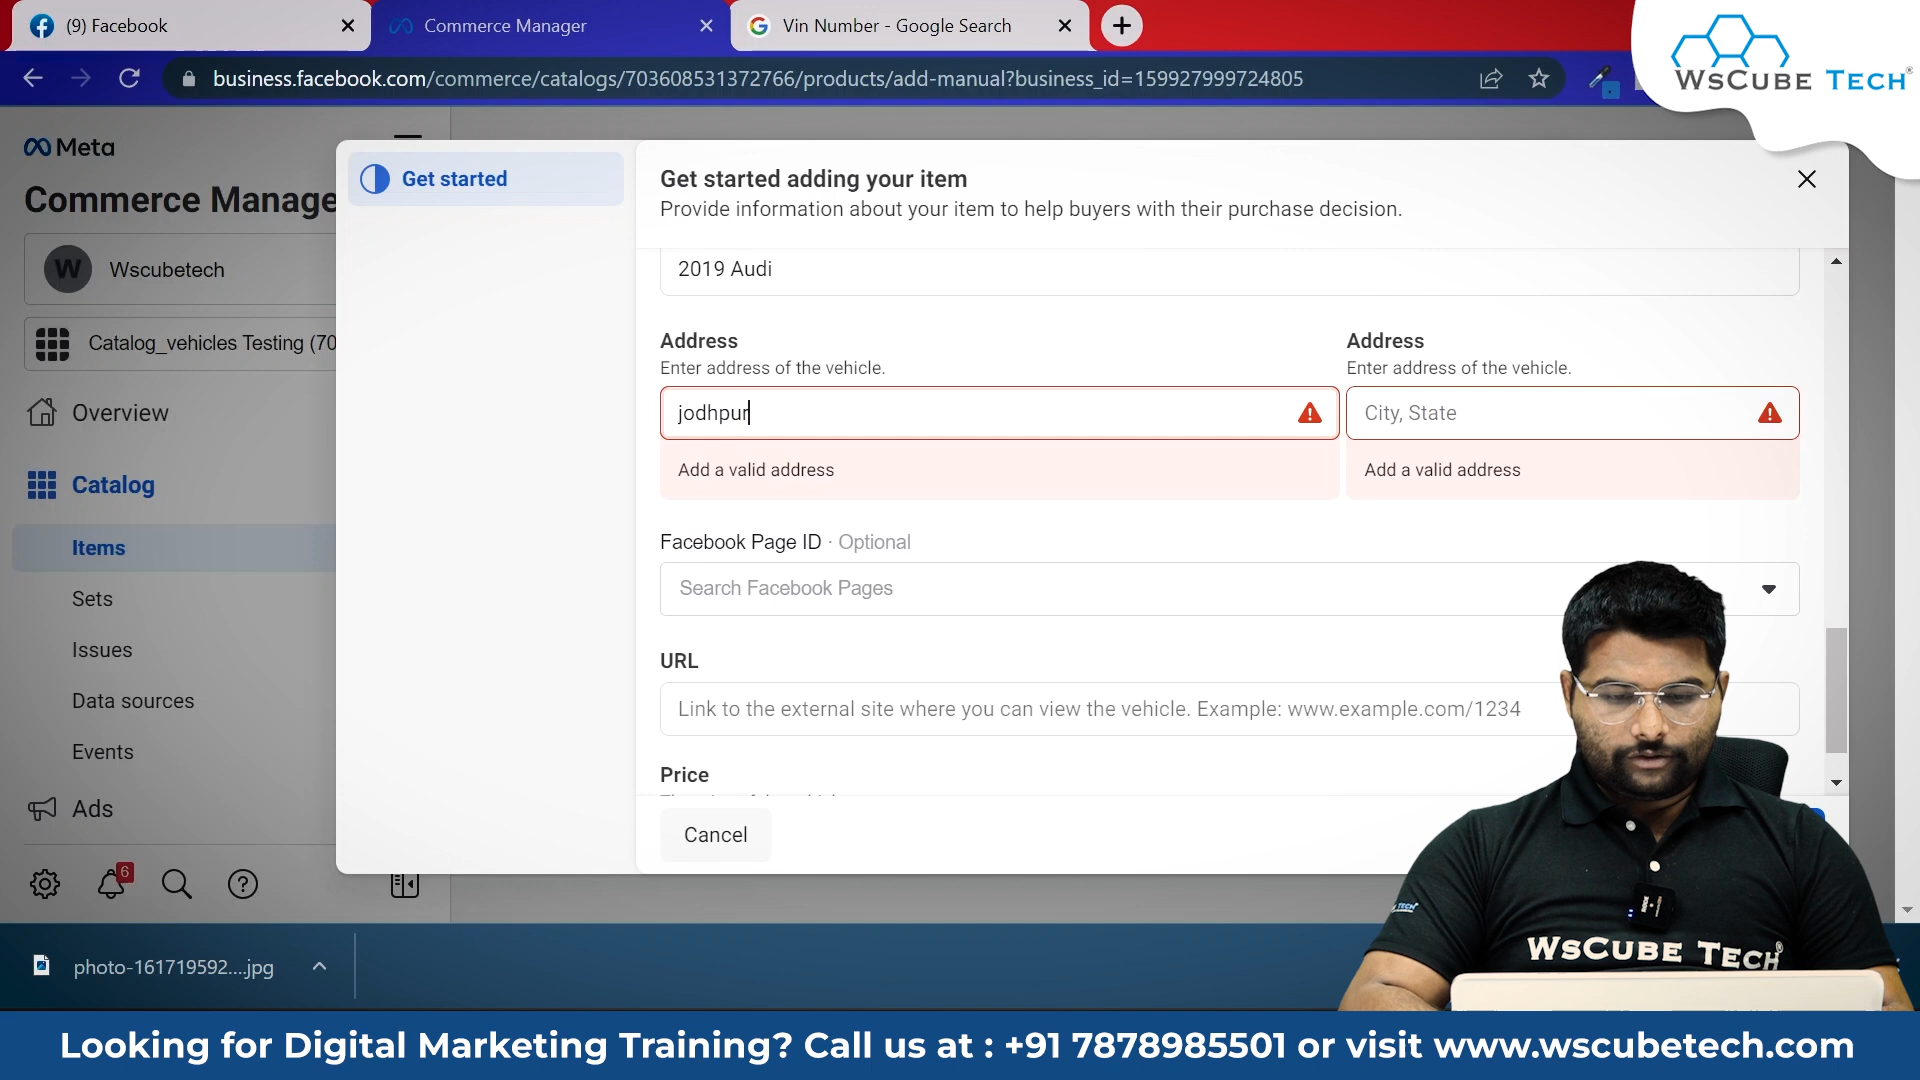 (9) Facebook
Commerce Manager
Vin Number - Google Search
business.facebook.com/commerce/catalogs/703608531372766/products/add-manual?business_id=159927999724805
WsCube Tech
Meta
Commerce Manage
W
Wscubetech
Catalog_vehicles Testing (70
Overview
Catalog
Items
Sets
Issues
Data sources
Events
Ads
6
Get started
Get started adding your item
Provide information about your item to help buyers with their purchase decision.
2019 Audi
Address
Enter address of the vehicle.
jodhpur
Add a valid address
Address
Enter address of the vehicle.
City, State
Add a valid address
Facebook Page ID · Optional
Search Facebook Pages
URL
Link to the external site where you can view the vehicle. Example: www.example.com/1234
Price
Cancel
TECH
WsCube Tech
photo-161719592....jpg
Looking for Digital Marketing Training? Call us at : +91 7878985501 or visit www.wscubetech.com